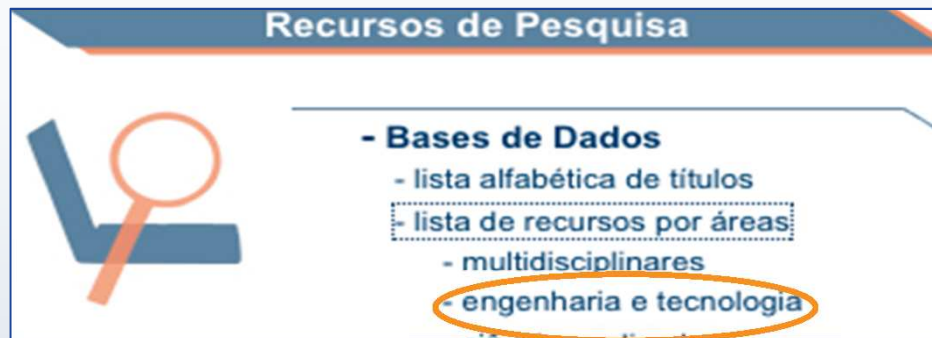 Recursos de Pesquisa
- Bases de Dados
- lista alfabética de títulos
- lista de recursos por áreas
- multidisciplinares
- engenharia e tecnologia